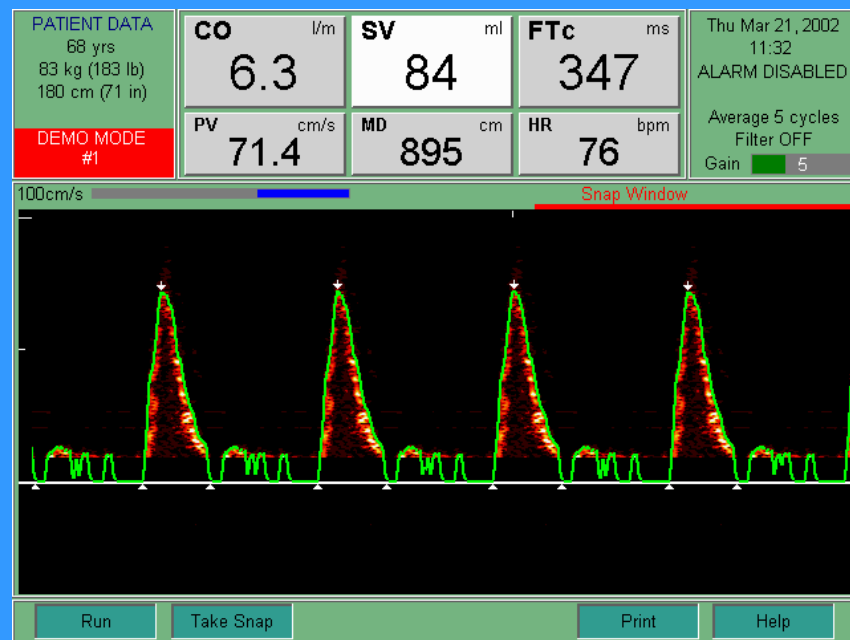 PATIENT DATA
68 yrs
83 kg (183 lb)
180 cm (71 in)
DEMO MODE
#1
CO l/m
6.3
SV ml
84
FTc ms
347
PV cm/s
71.4
MD cm
895
HR bpm
76
Thu Mar 21, 2002
11:32
ALARM DISABLED
Average 5 cycles
Filter OFF
Gain 5
100cm/s
Snap Window
Run
Take Snap
Print
Help